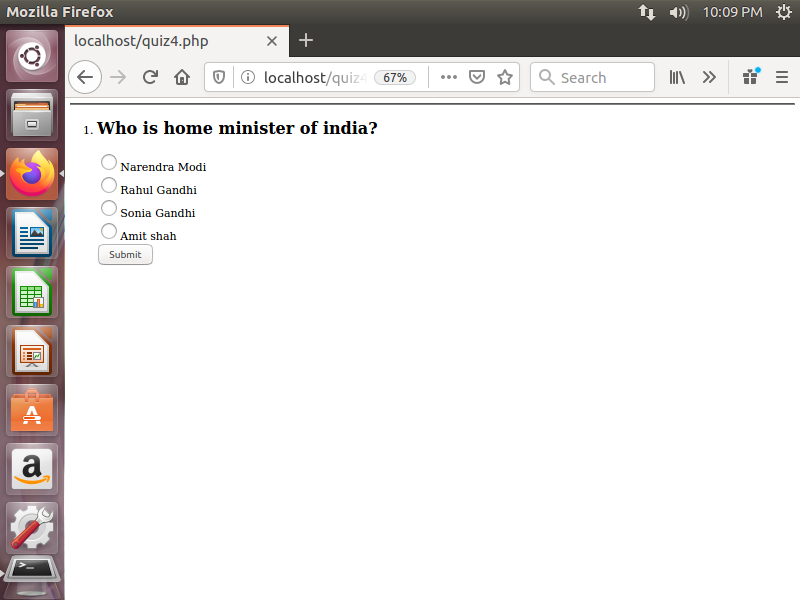 Mozilla Firefox
10:09 PM
localhost/quiz4.php
localhost/quiz4 67% Search
1. Who is home minister of india?
Narendra Modi
Rahul Gandhi
Sonia Gandhi
Amit shah
Submit